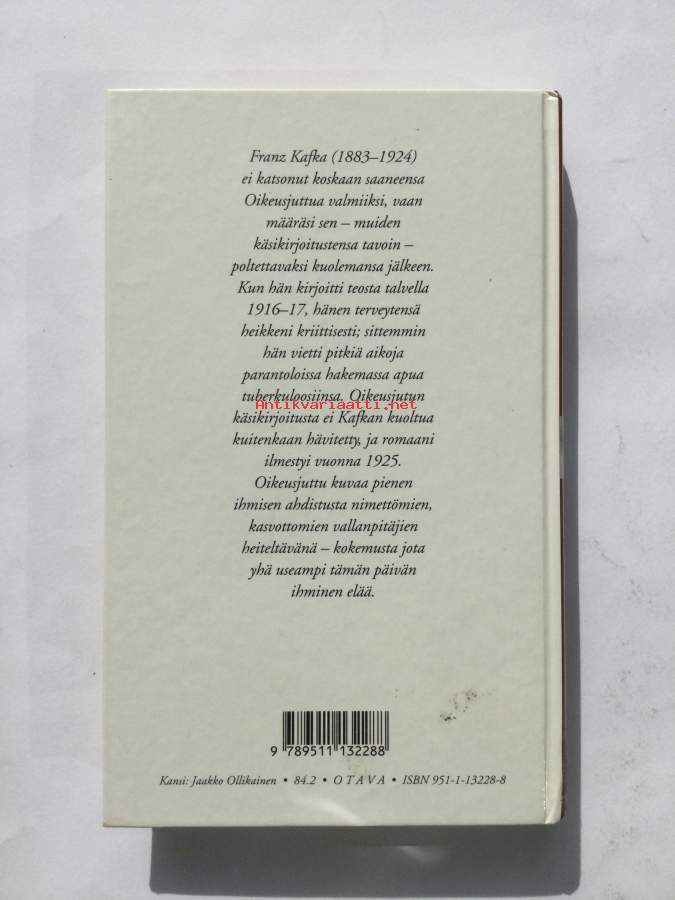 Franz Kafka (1883–1924)
ei katsonut koskaan saaneensa
Oikeusjuttua valmiiksi, vaan
määräsi sen – muiden
käsikirjoitustensa tavoin –
poltettavaksi kuolemansa jälkeen.
Kun hän kirjoitti teosta talvella
1916–17, hänen terveytensä
heikkeni kriittisesti; sittemmin
hän vietti pitkiä aikoja
parantoloissa hakemassa apua
tuberkuloosiinsa. Oikeusjutun
Antikvariaatti.net
käsikirjoitusta ei Kafkan kuoltua
kuitenkaan hävitetty, ja romaani
ilmestyi vuonna 1925.
Oikeusjuttu kuvaa pienen
ihmisen ahdistusta nimettömien,
kasvottomien vallanpitäjien
heiteltävänä – kokemusta jota
yhä useampi tämän päivän
ihminen elää.
9 789511 132288
Kansi: Jaakko Ollikainen • 84.2 • OTAVA • ISBN 951-1-13228-8